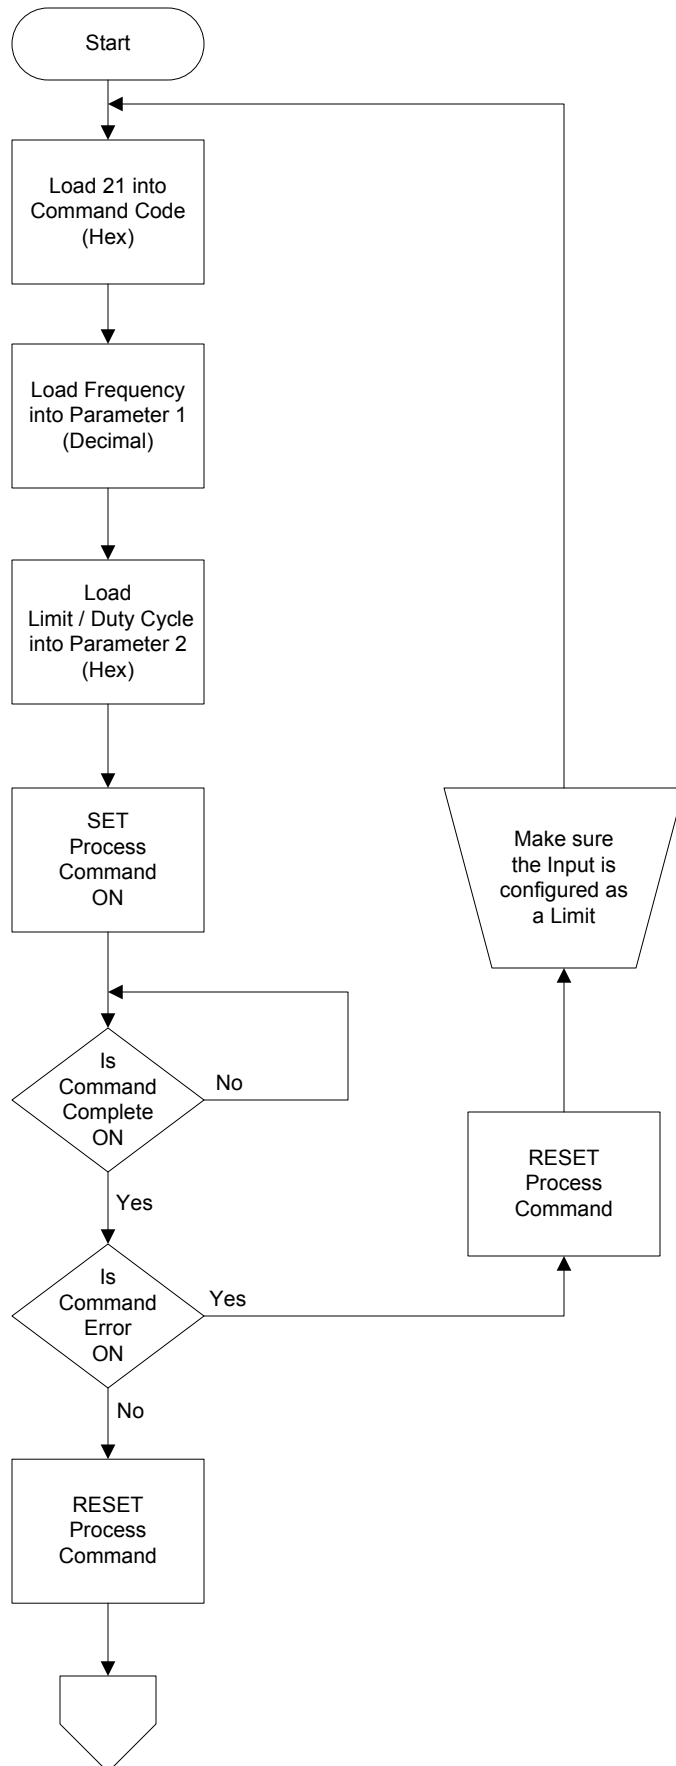 Start
Load 21 into
Command Code
(Hex)
Load Frequency
into Parameter 1
(Decimal)
Load
Limit / Duty Cycle
into Parameter 2
(Hex)
SET
Process
Command
ON
Is
Command
Complete
ON
No
Yes
Is
Command
Error
ON
Yes
No
RESET
Process
Command
RESET
Process
Command
Make sure
the Input is
configured as
a Limit